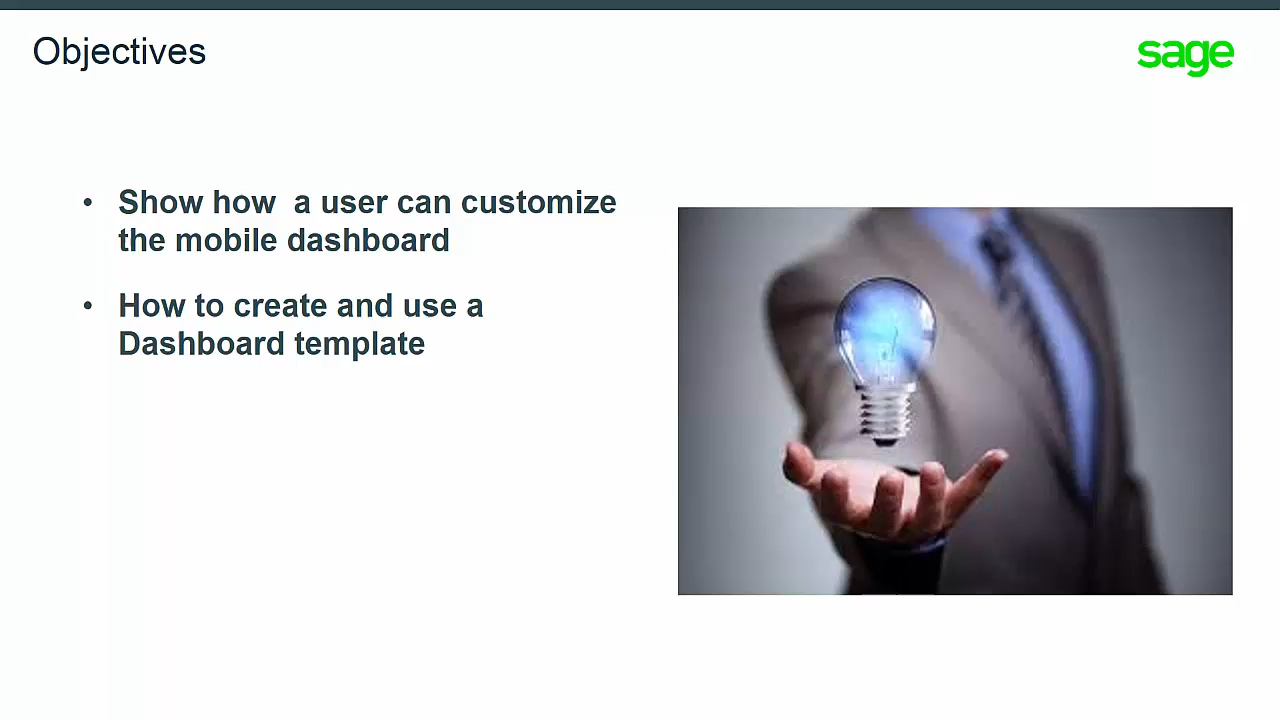 Objectives
sage
• Show how  a user can customize
the mobile dashboard
• How to create and use a
Dashboard template